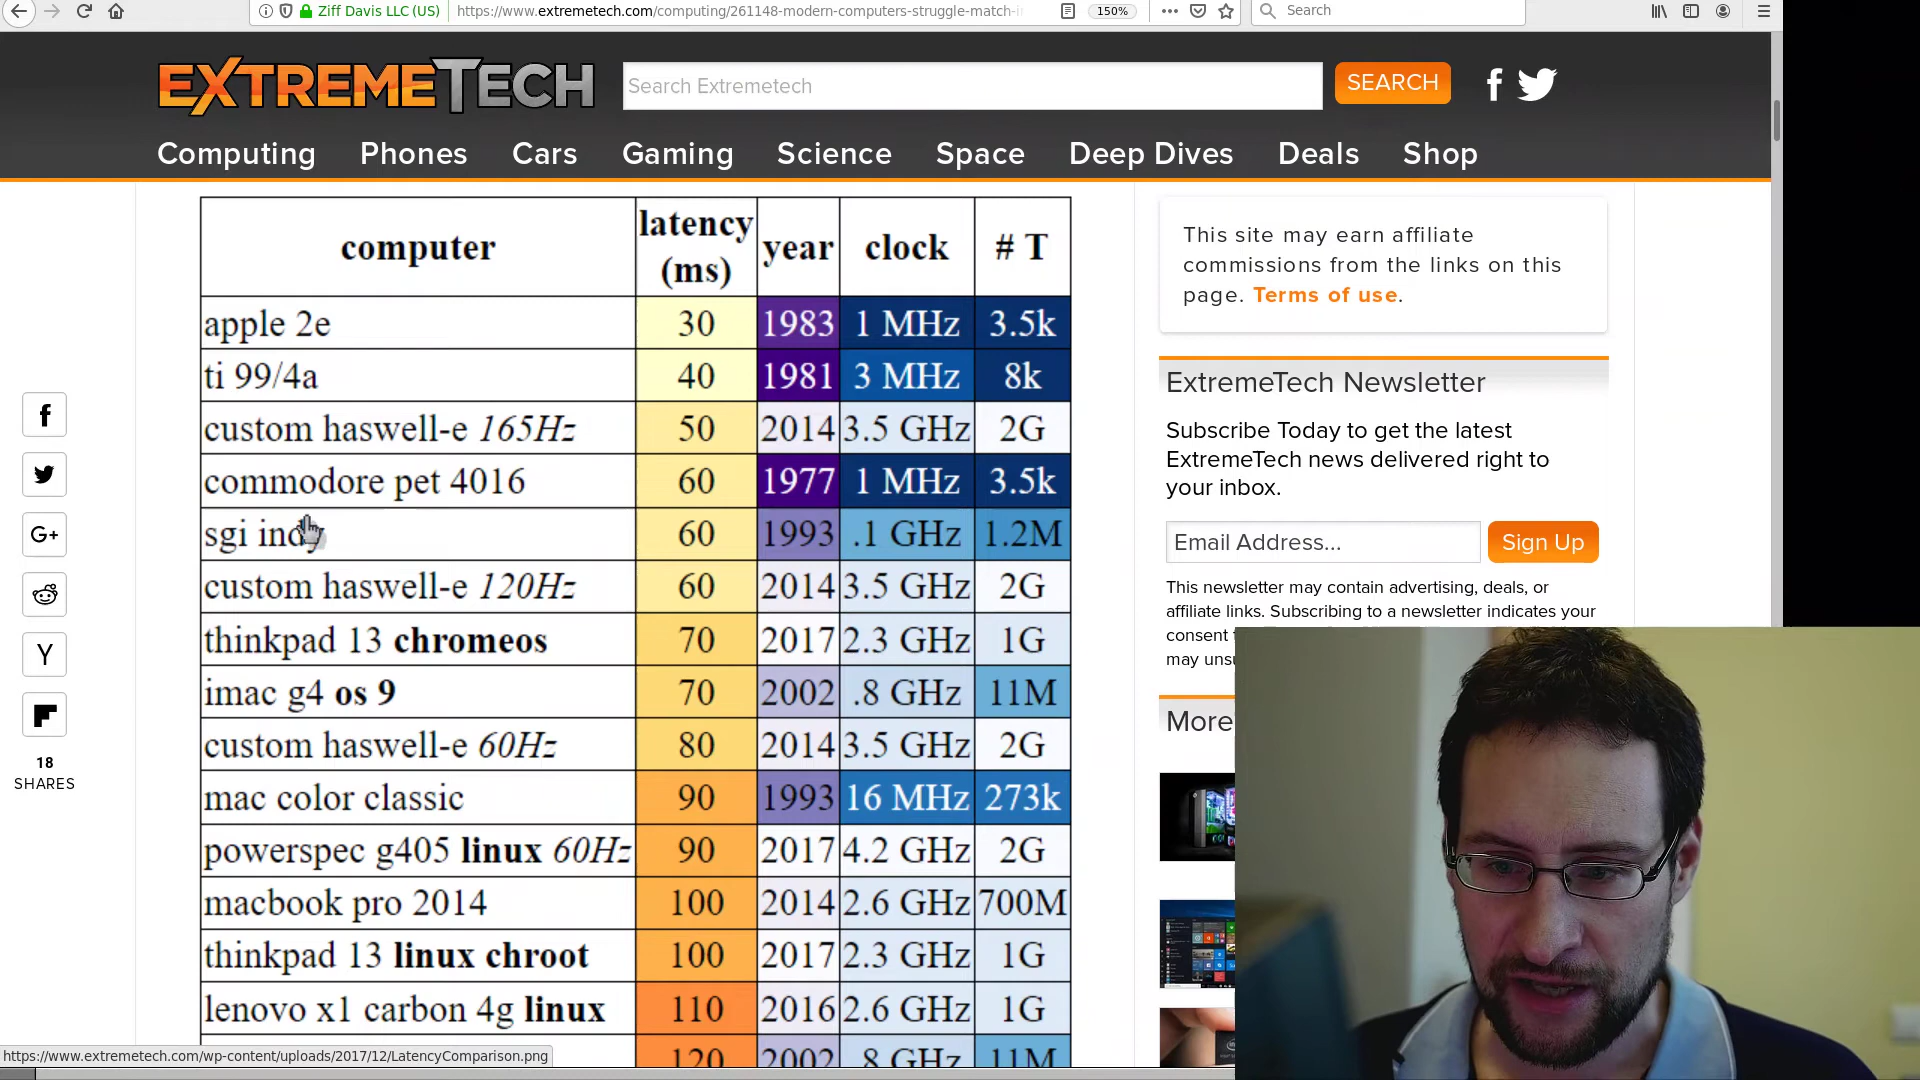 Ziff Davis LLC (US) https://www.extremetech.com/computing/261148-modern-computers-struggle-match-i 150% Search
EXTREMETECH Search Extremetech SEARCH
Computing Phones Cars Gaming Science Space Deep Dives Deals Shop
computer latency (ms) year clock # T
apple 2e 30 1983 1 MHz 3.5k
ti 99/4a 40 1981 3 MHz 8k
custom haswell-e 165Hz 50 2014 3.5 GHz 2G
commodore pet 4016 60 1977 1 MHz 3.5k
sgi indy 60 1993 .1 GHz 1.2M
custom haswell-e 120Hz 60 2014 3.5 GHz 2G
thinkpad 13 chromeos 70 2017 2.3 GHz 1G
imac g4 os 9 70 2002 .8 GHz 11M
custom haswell-e 60Hz 80 2014 3.5 GHz 2G
mac color classic 90 1993 16 MHz 273k
powerspec g405 linux 60Hz 90 2017 4.2 GHz 2G
macbook pro 2014 100 2014 2.6 GHz 700M
thinkpad 13 linux chroot 100 2017 2.3 GHz 1G
lenovo x1 carbon 4g linux 110 2016 2.6 GHz 1G
120 2002 .8 GHz 11M
This site may earn affiliate
commissions from the links on this
page. Terms of use.
ExtremeTech Newsletter
Subscribe Today to get the latest
ExtremeTech news delivered right to
your inbox.
Email Address... Sign Up
This newsletter may contain advertising, deals, or
affiliate links. Subscribing to a newsletter indicates your
consent
may
More
G+
Y
18
SHARES
https://www.extremetech.com/wp-content/uploads/2017/12/LatencyComparison.png